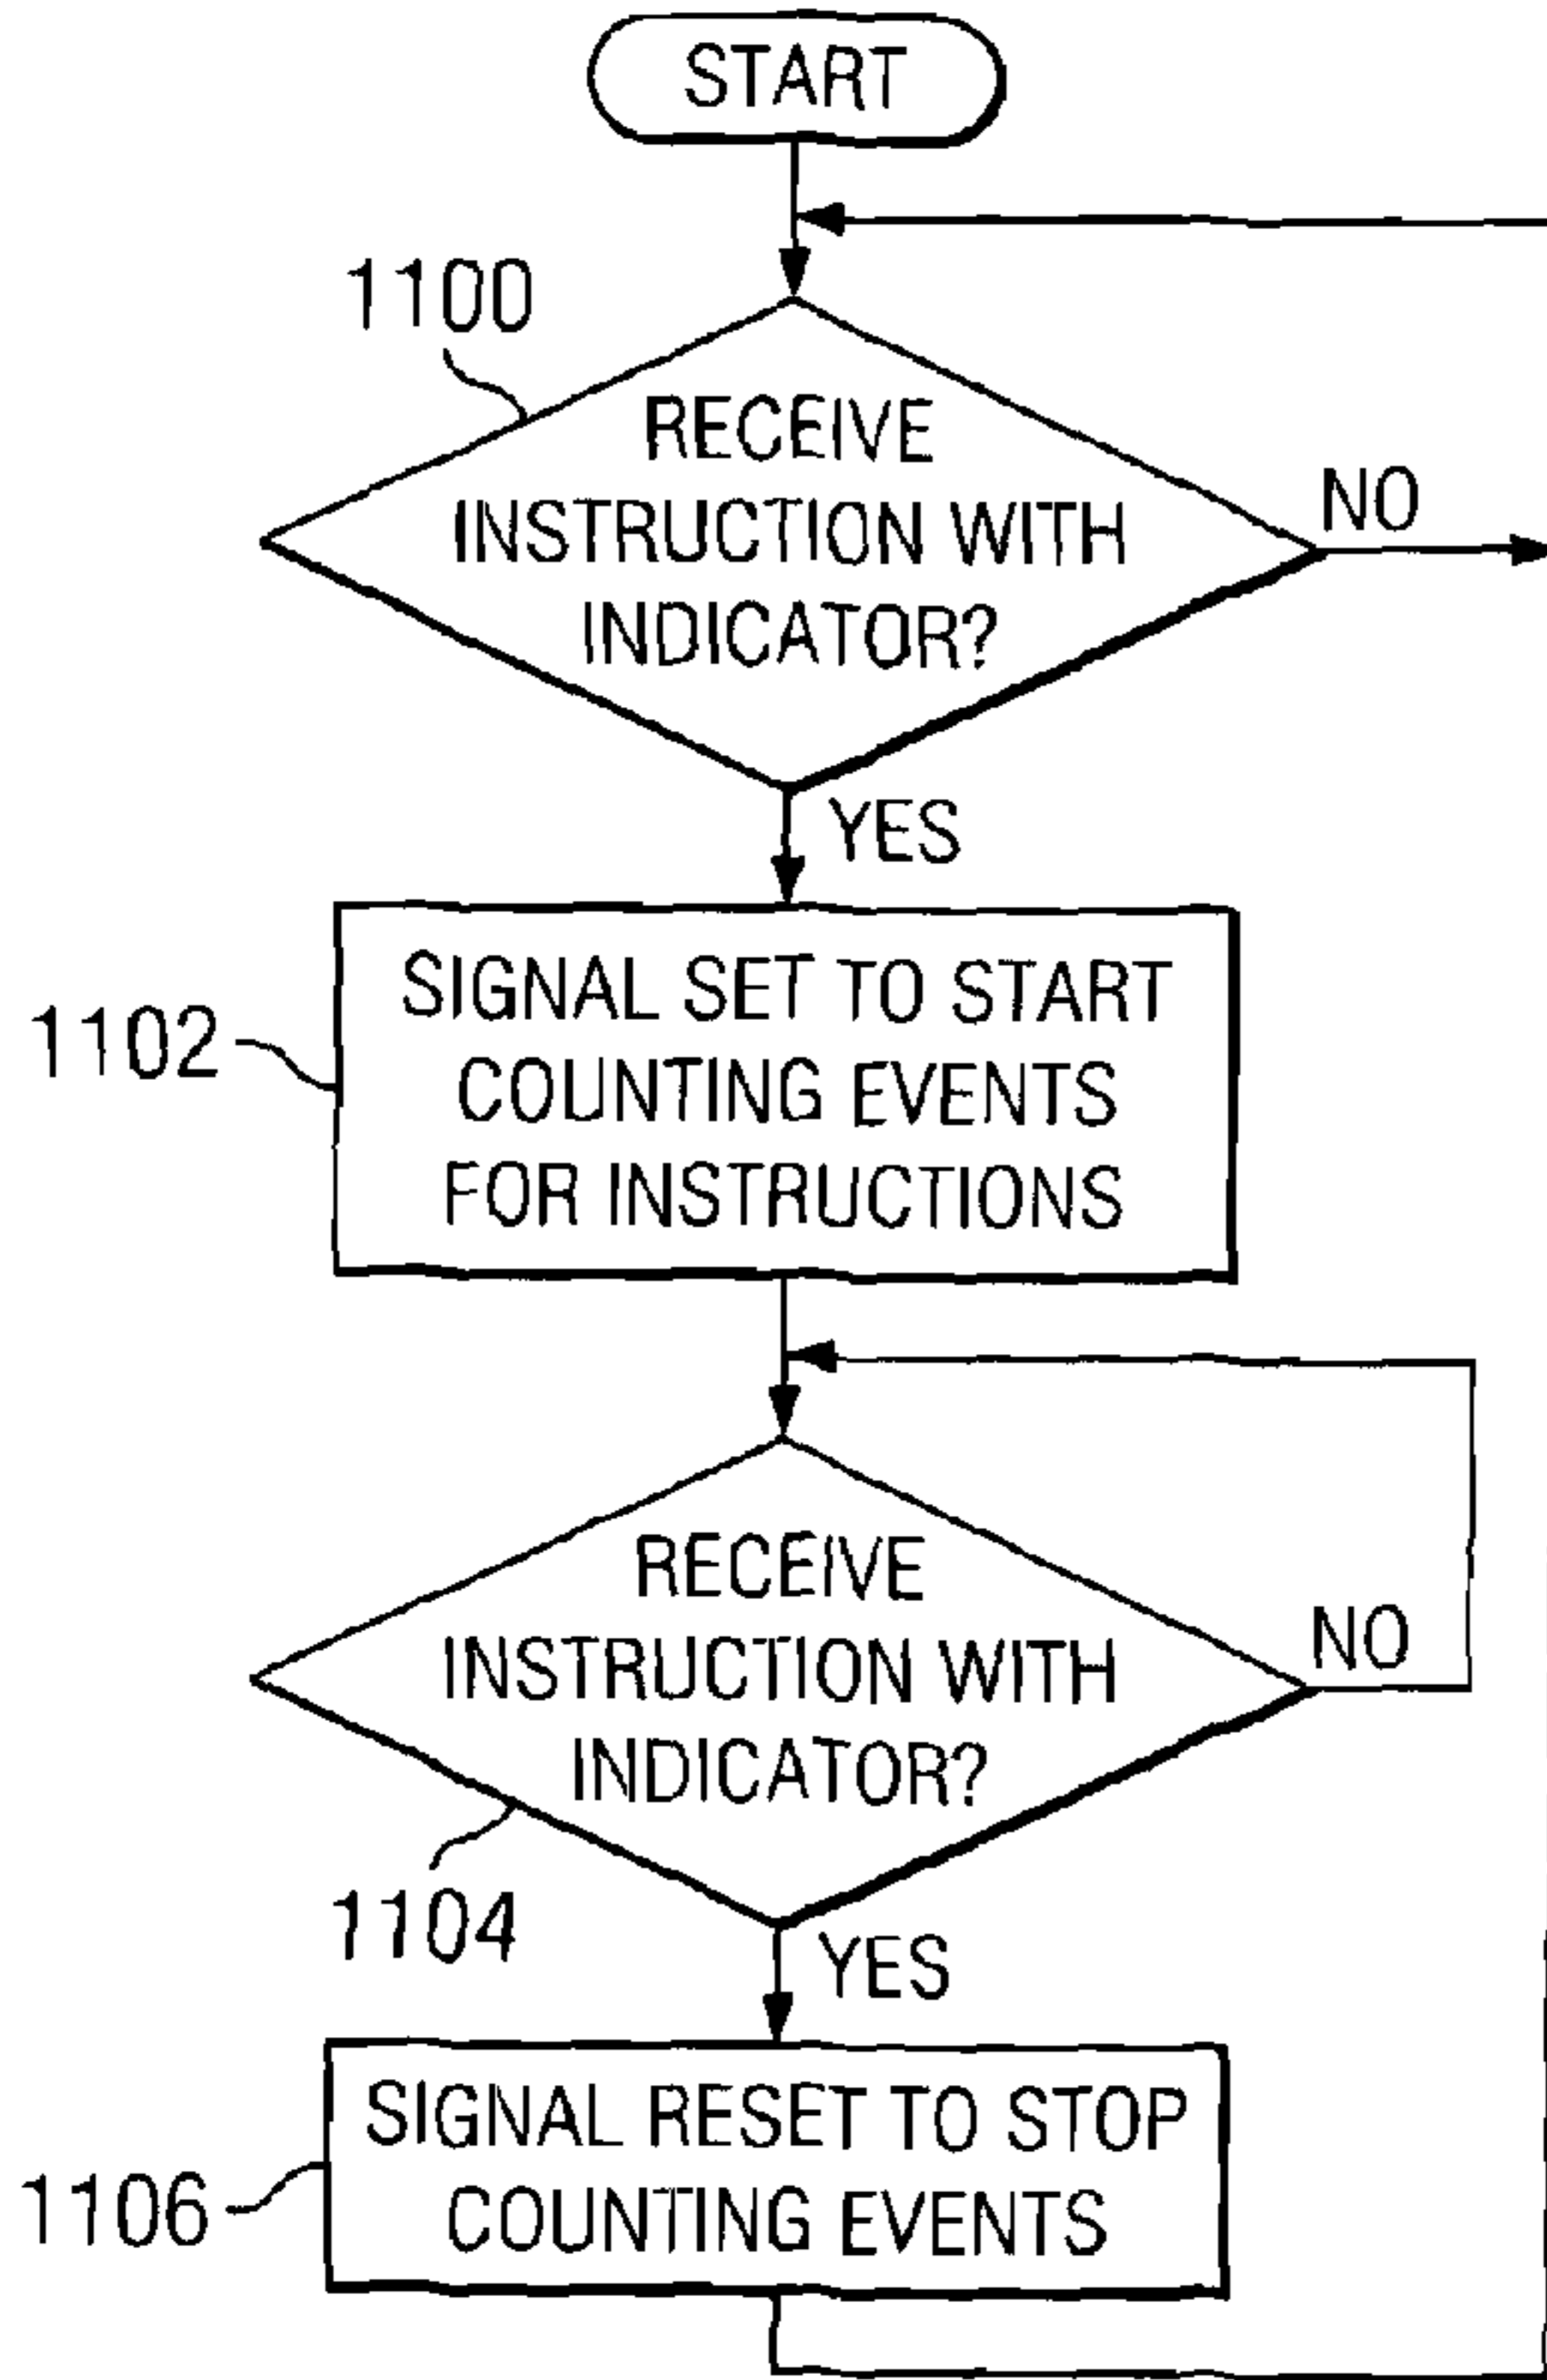 START
1100
RECEIVE
INSTRUCTION WITH
INDICATOR?
NO
YES
1102
SIGNAL SET TO START
COUNTING EVENTS
FOR INSTRUCTIONS
RECEIVE
INSTRUCTION WITH
INDICATOR?
NO
1104
YES
1106
SIGNAL RESET TO STOP
COUNTING EVENTS